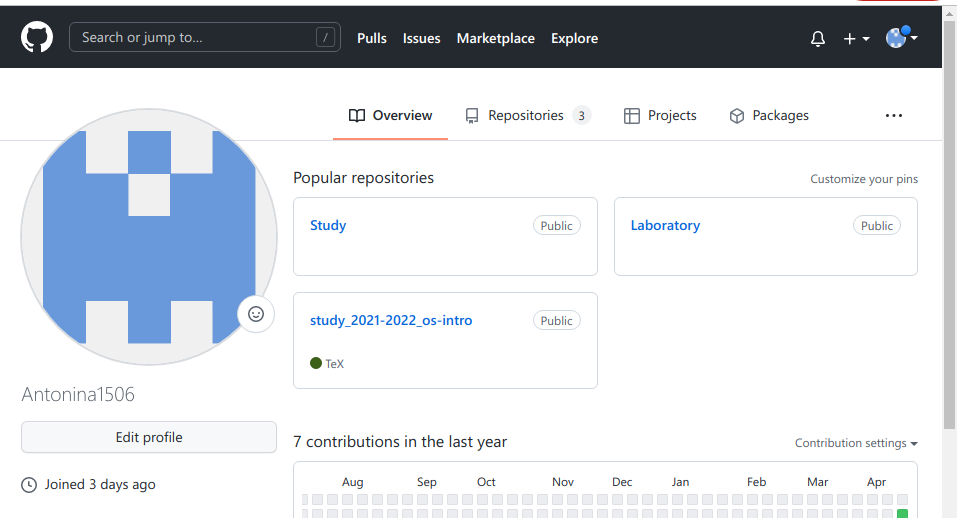 Search or jump to... /
Pulls Issues Marketplace Explore
Overview Repositories 3 Projects Packages
Popular repositories
Customize your pins
Study Public
Laboratory Public
study_2021-2022_os-intro Public
TeX
Antonina1506
Edit profile
Joined 3 days ago
7 contributions in the last year
Contribution settings
Aug Sep Oct Nov Dec Jan Feb Mar Apr